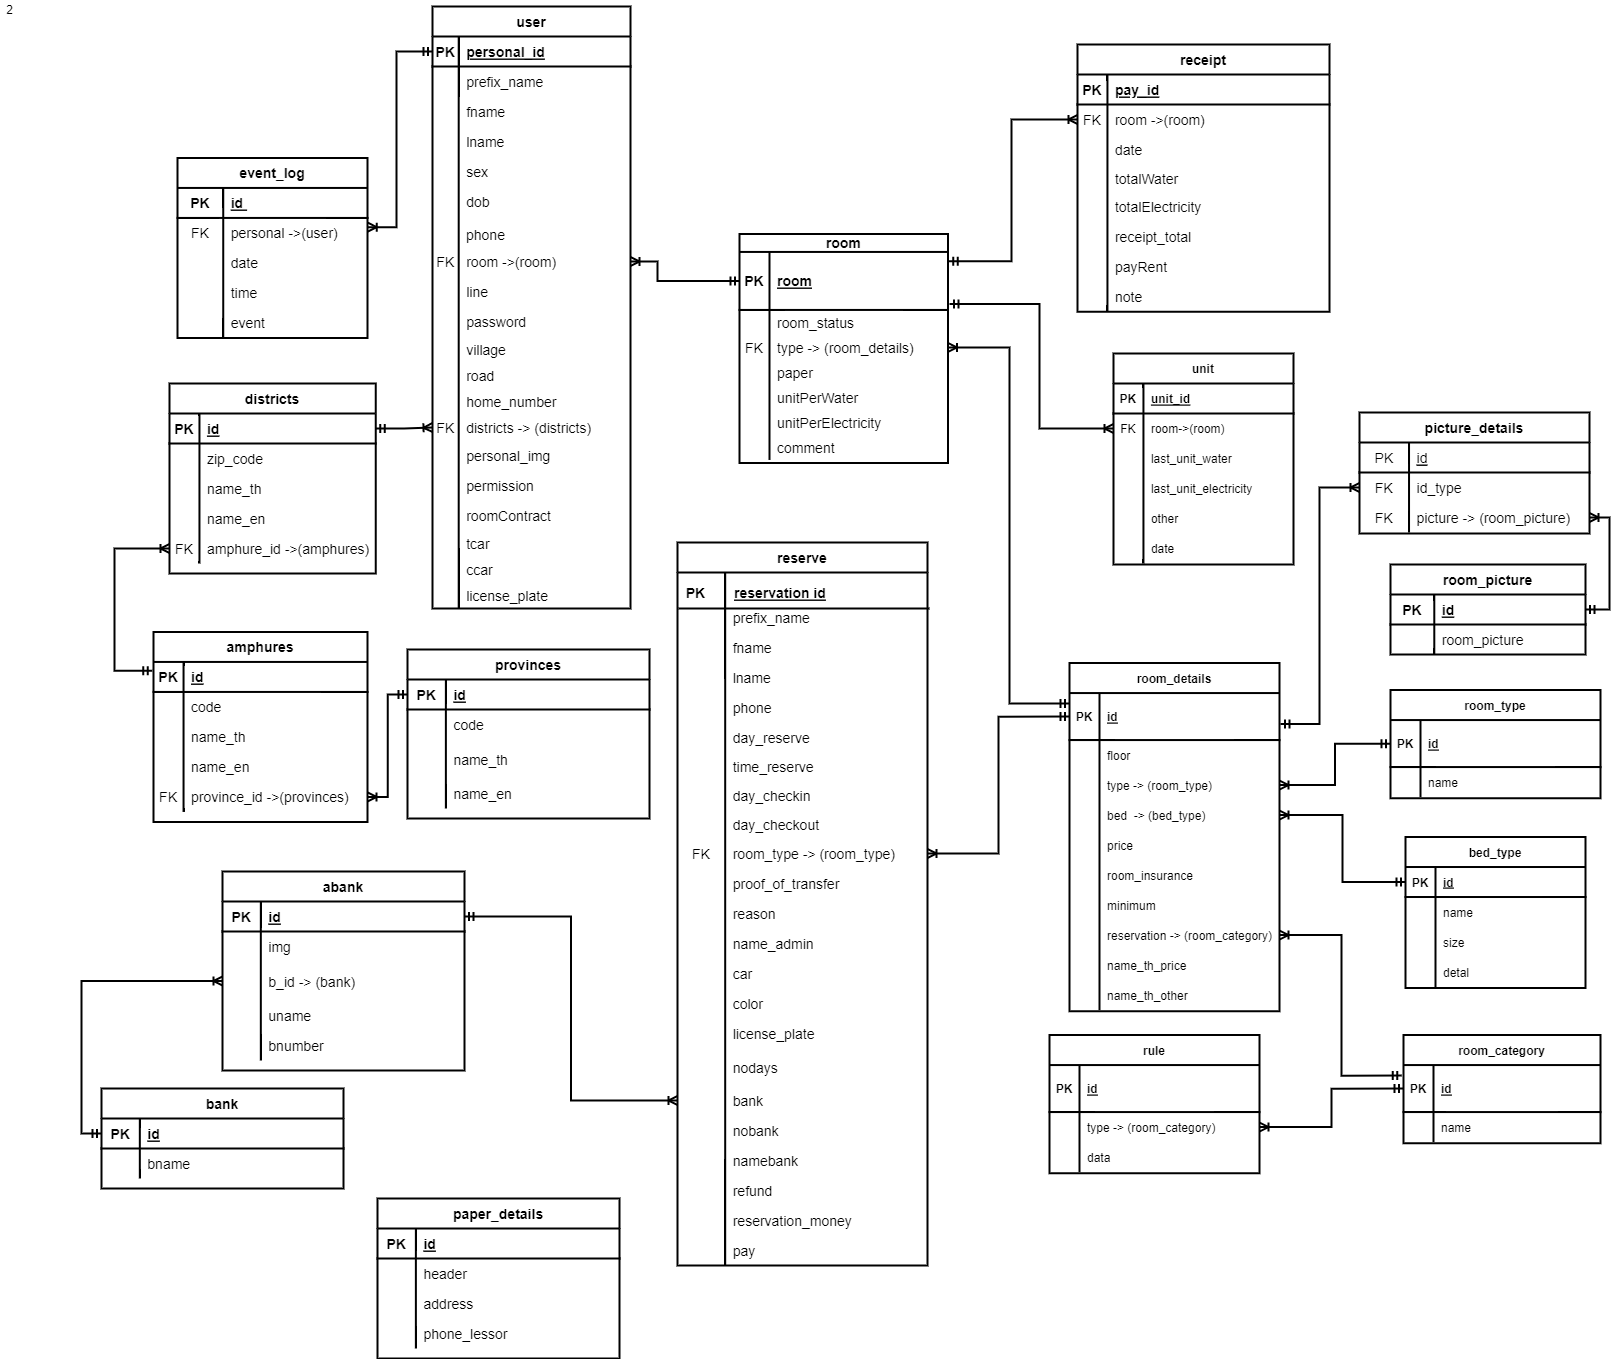 2
user
PK personal_id
prefix_name
fname
lname
sex
dob
phone
FK room ->(room)
line
password
village
road
home_number
FK districts -> (districts)
personal_img
permission
roomContract
tcar
ccar
license_plate
event_log
PK id
FK personal ->(user)
date
time
event
districts
PK id
zip_code
name_th
name_en
FK amphure_id ->(amphures)
amphures
PK id
code
name_th
name_en
FK province_id ->(provinces)
provinces
PK id
code
name_th
name_en
abank
PK id
img
b_id -> (bank)
uname
bnumber
bank
PK id
bname
paper_details
PK id
header
address
phone_lessor
room
PK room
room_status
FK type -> (room_details)
paper
unitPerWater
unitPerElectricity
comment
reserve
PK reservation id
prefix_name
fname
lname
phone
day_reserve
time_reserve
day_checkin
day_checkout
FK room_type -> (room_type)
proof_of_transfer
reason
name_admin
car
color
license_plate
nodays
bank
nobank
namebank
refund
reservation_money
pay
receipt
PK pay_id
FK room ->(room)
date
totalWater
totalElectricity
receipt_total
payRent
note
unit
PK unit_id
FK room->(room)
last_unit_water
last_unit_electricity
other
date
picture_details
PK id
FK id_type
FK picture -> (room_picture)
room_picture
PK id
room_picture
room_details
PK id
floor
type -> (room_type)
bed  -> (bed_type)
price
room_insurance
minimum
reservation -> (room_category)
name_th_price
name_th_other
room_type
PK id
name
bed_type
PK id
name
size
detal
rule
PK id
type -> (room_category)
data
room_category
PK id
name